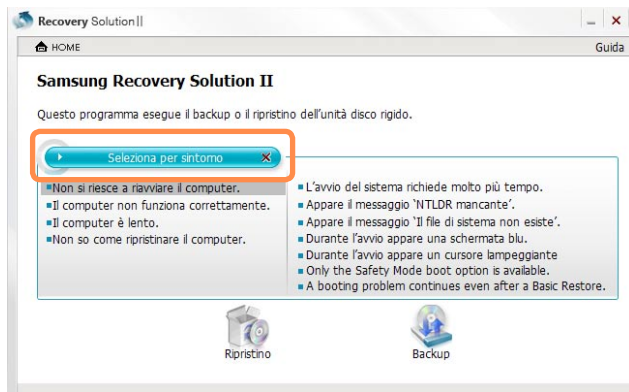 Recovery Solution II
HOME
Guida
Samsung Recovery Solution II
Questo programma esegue il backup o il ripristino dell'unità disco rigido.
Seleziona per sintomo
Non si riesce a riavviare il computer.
Il computer non funziona correttamente.
Il computer è lento.
Non so come ripristinare il computer.
L'avvio del sistema richiede molto più tempo.
Appare il messaggio ‘NTLDR mancante’.
Appare il messaggio ‘Il file di sistema non esiste’.
Durante l'avvio appare una schermata blu.
Durante l'avvio appare un cursore lampeggiante
Only the Safety Mode boot option is available.
A booting problem continues even after a Basic Restore.
Ripristino
Backup